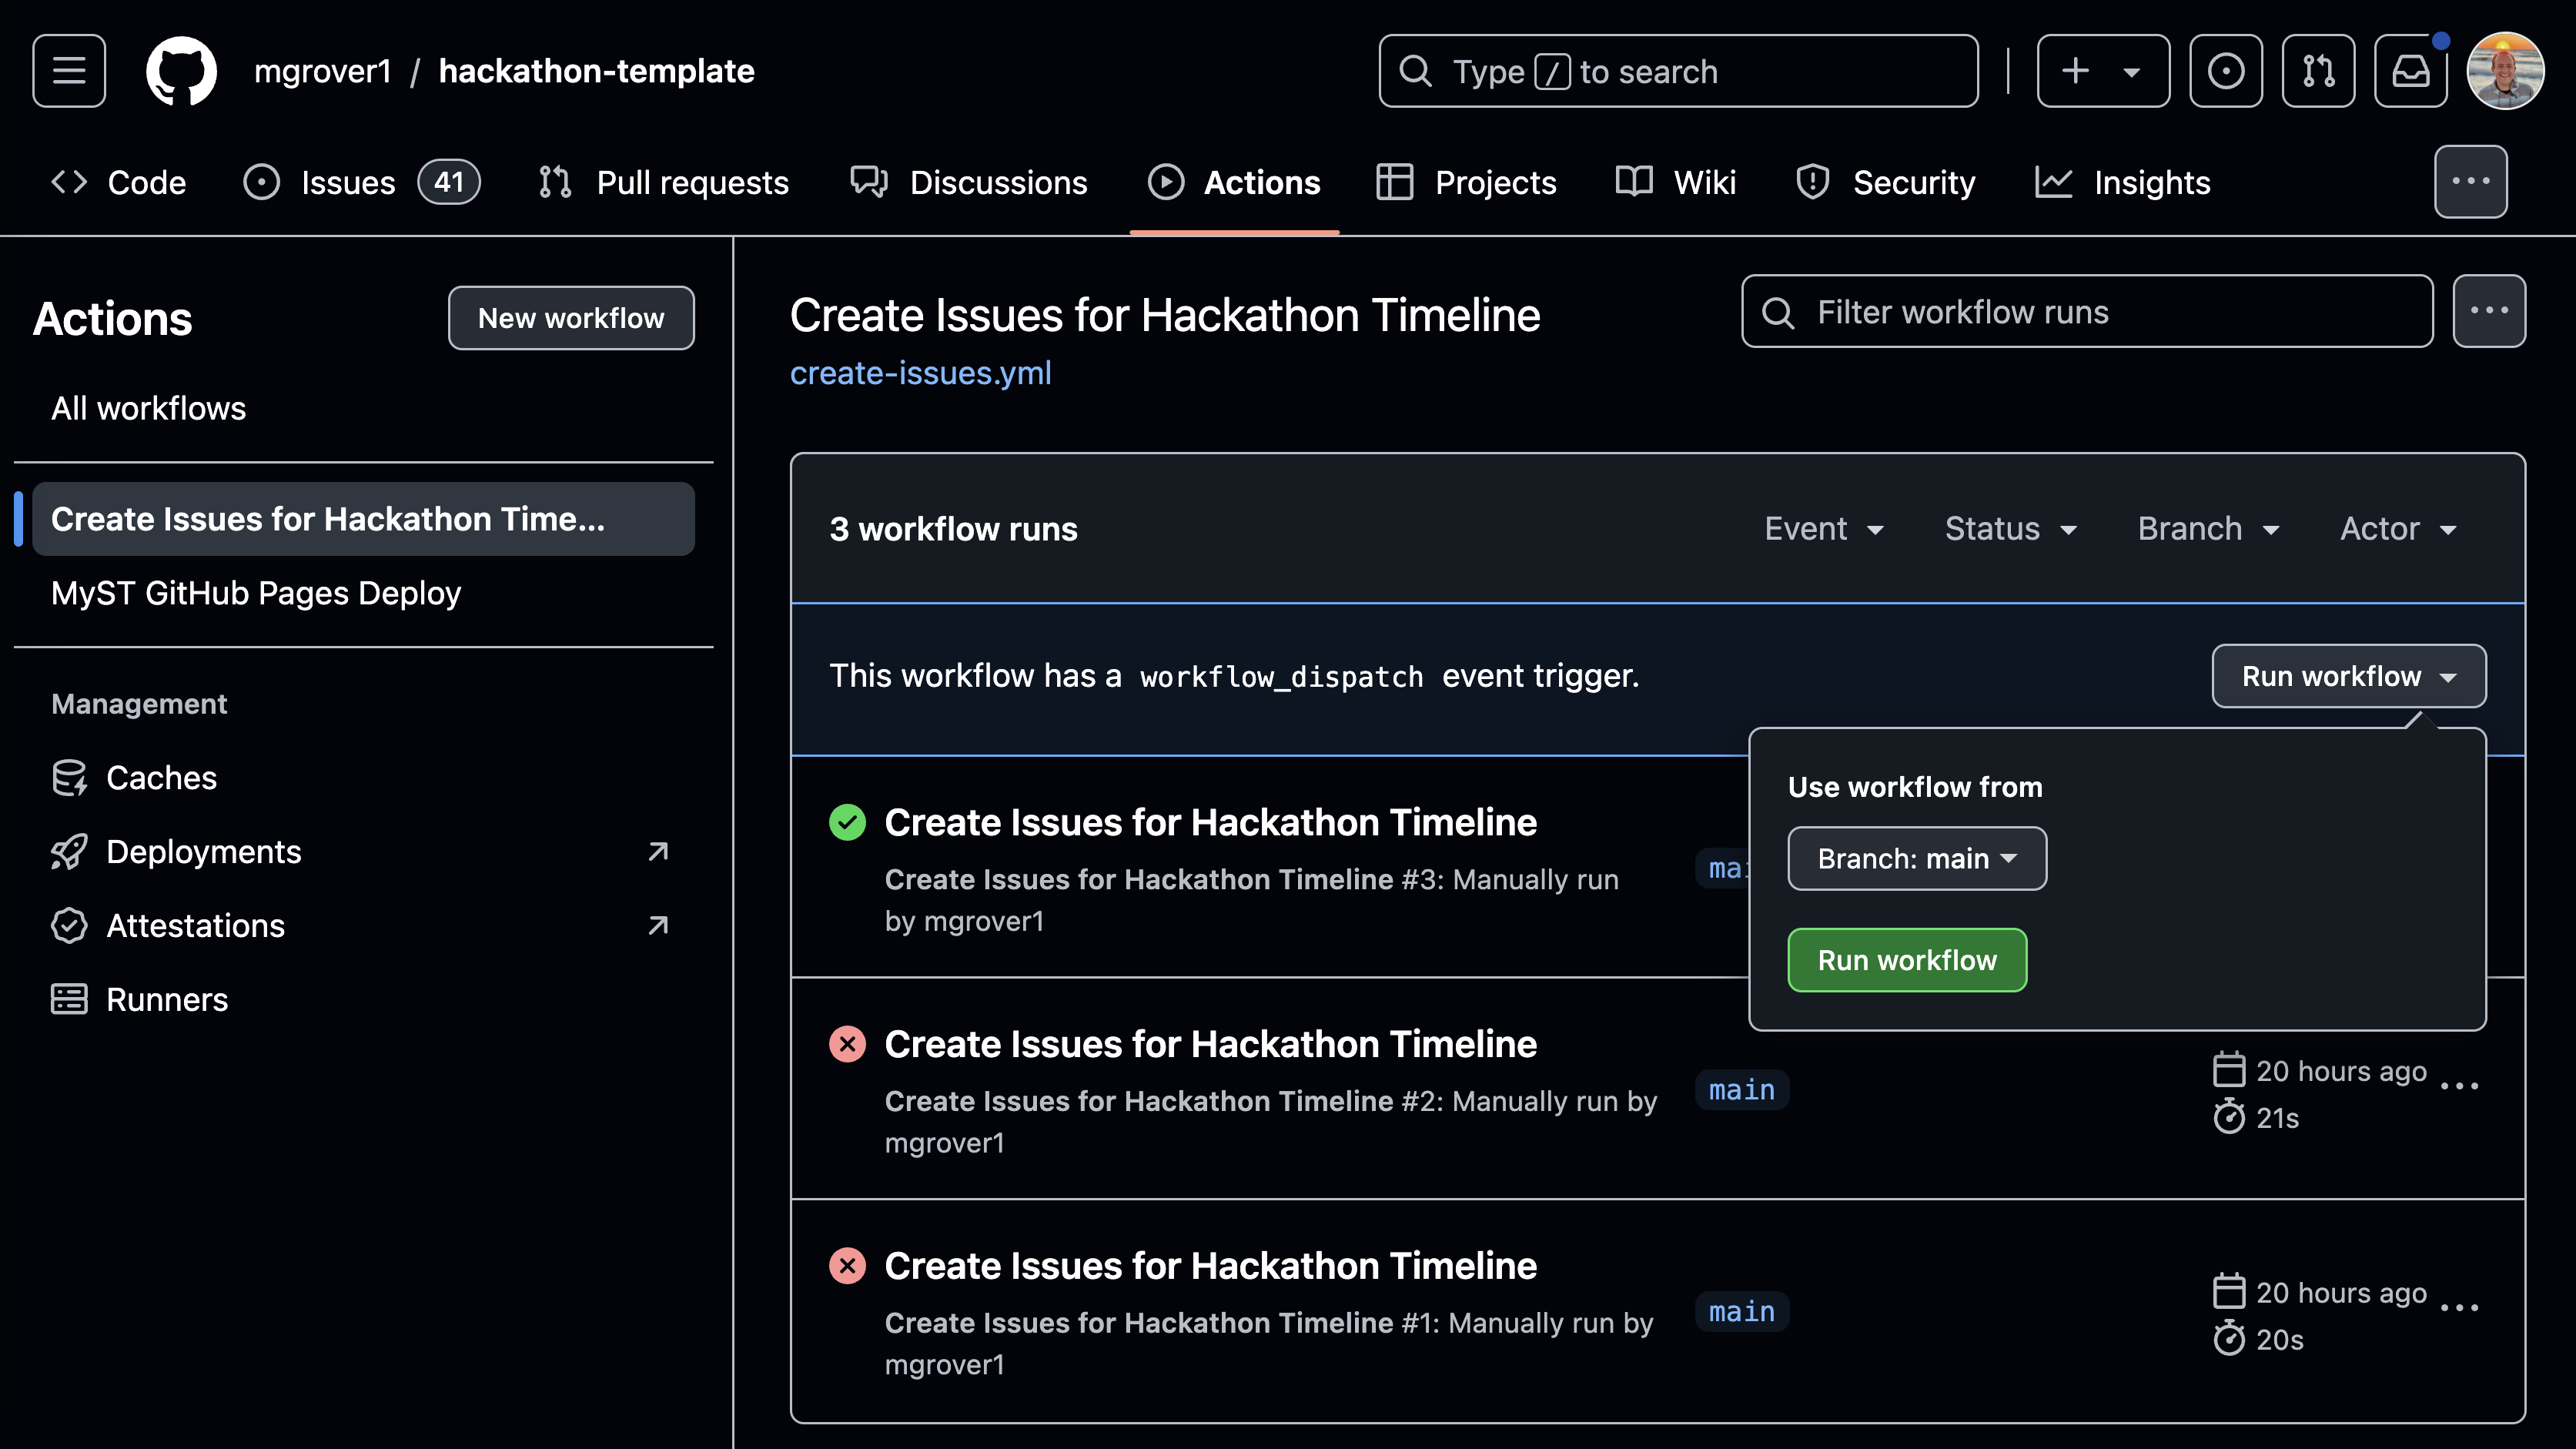 mgrover1 / hackathon-template
Type / to search
Code
Issues 41
Pull requests
Discussions
Actions
Projects
Wiki
Security
Insights
Actions
New workflow
All workflows
Create Issues for Hackathon Time...
MyST GitHub Pages Deploy
Management
Caches
Deployments
Attestations
Runners
Create Issues for Hackathon Timeline
create-issues.yml
Filter workflow runs
3 workflow runs
Event
Status
Branch
Actor
This workflow has a workflow_dispatch event trigger.
Run workflow
Use workflow from
Branch: main
Run workflow
Create Issues for Hackathon Timeline
Create Issues for Hackathon Timeline #3: Manually run
by mgrover1
Create Issues for Hackathon Timeline
Create Issues for Hackathon Timeline #2: Manually run by
mgrover1
main
20 hours ago
21s
Create Issues for Hackathon Timeline
Create Issues for Hackathon Timeline #1: Manually run by
mgrover1
main
20 hours ago
20s